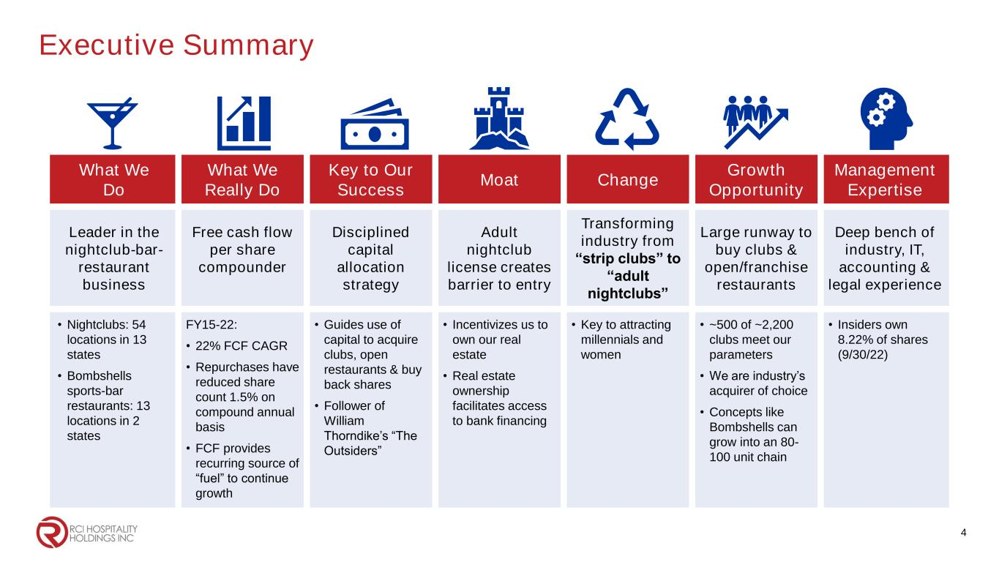 Executive Summary
What We
Do
What We
Really Do
Key to Our
Success
Moat
Change
Growth
Opportunity
Management
Expertise
Leader in the
nightclub-bar-
restaurant
business
Free cash flow
per share
compounder
Disciplined
capital
allocation
strategy
Adult
nightclub
license creates
barrier to entry
Transforming
industry from
“strip clubs” to
“adult
nightclubs”
Large runway to
buy clubs &
open/franchise
restaurants
Deep bench of
industry, IT,
accounting &
legal experience
• Nightclubs: 54
locations in 13
states
• Bombshells
sports-bar
restaurants: 13
locations in 2
states
FY15-22:
• 22% FCF CAGR
• Repurchases have
reduced share
count 1.5% on
compound annual
basis
• FCF provides
recurring source of
“fuel” to continue
growth
• Guides use of
capital to acquire
clubs, open
restaurants & buy
back shares
• Follower of
William
Thorndike’s “The
Outsiders”
• Incentivizes us to
own our real
estate
• Real estate
ownership
facilitates access
to bank financing
• Key to attracting
millennials and
women
• ~500 of ~2,200
clubs meet our
parameters
• We are industry’s
acquirer of choice
• Concepts like
Bombshells can
grow into an 80-
100 unit chain
• Insiders own
8.22% of shares
(9/30/22)
RCI HOSPITALITY
HOLDINGS INC
4